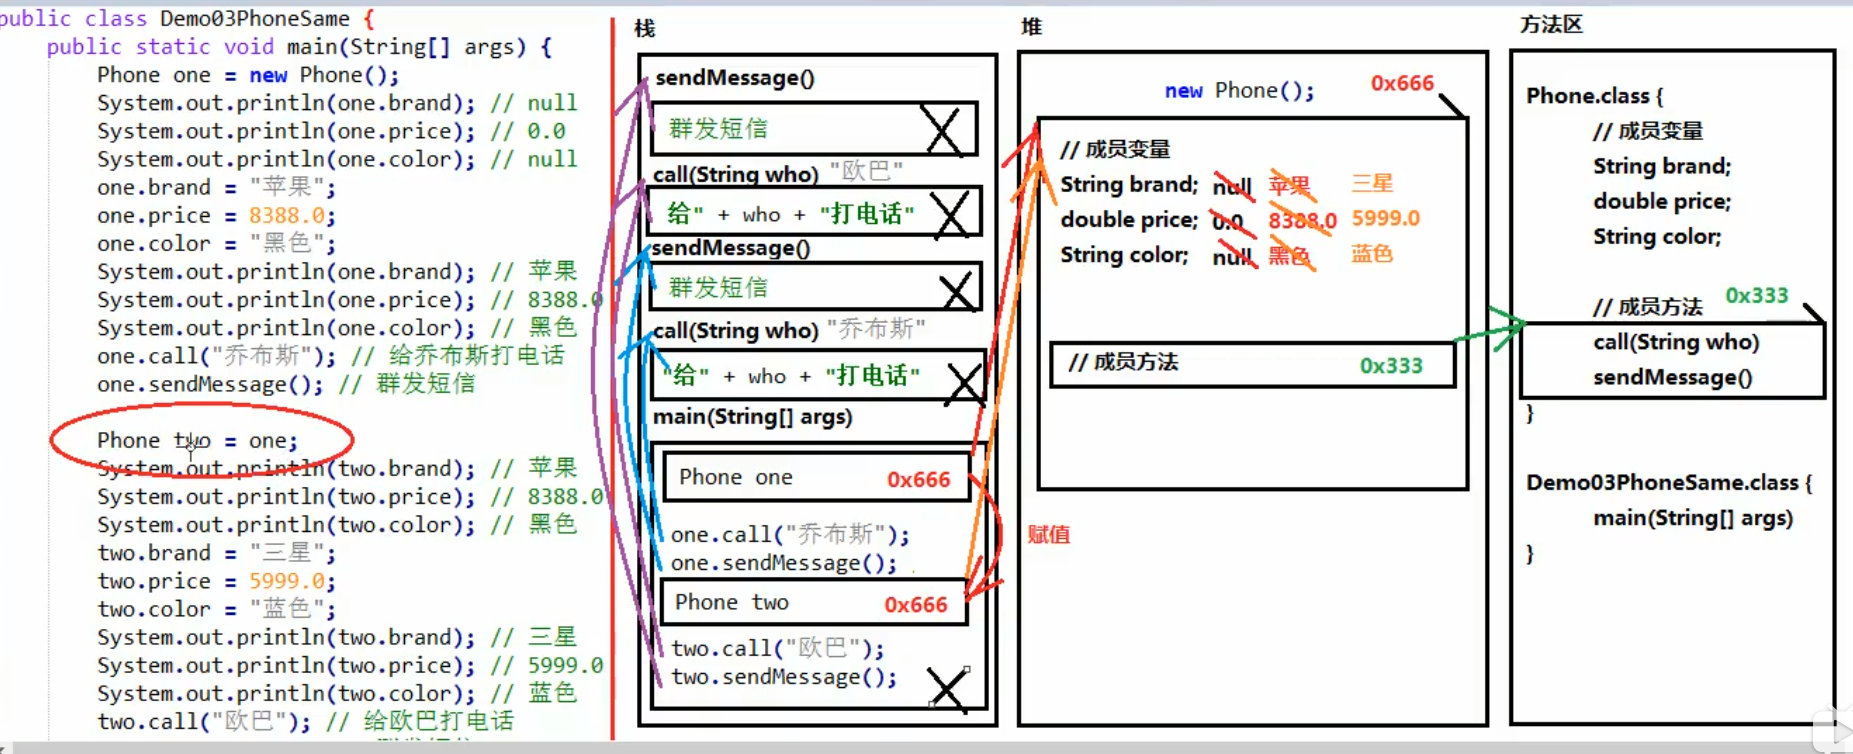 public class Demo03PhoneSame {
public static void main(String[] args) {
Phone one = new Phone();
System.out.println(one.brand); // null
System.out.println(one.price); // 0.0
System.out.println(one.color); // null
one.brand = "苹果";
one.price = 8388.0;
one.color = "黑色";
System.out.println(one.brand); // 苹果
System.out.println(one.price); // 8388.0
System.out.println(one.color); // 黑色
one.call("乔布斯"); // 给乔布斯打电话
one.sendMessage(); // 群发短信
Phone two = one;
System.out.println(two.brand); // 苹果
System.out.println(two.price); // 8388.0
System.out.println(two.color); // 黑色
two.brand = "三星";
two.price = 5999.0;
two.color = "蓝色";
System.out.println(two.brand); // 三星
System.out.println(two.price); // 5999.0
System.out.println(two.color); // 蓝色
two.call("欧巴"); // 给欧巴打电话
栈
sendMessage()
群发短信
call(String who) "欧巴"
给" + who + "打电话"
sendMessage()
群发短信
call(String who) "乔布斯"
"给" + who + "打电话"
main(String[] args)
Phone one 0x666
one.call("乔布斯");
one.sendMessage();
Phone two 0x666
two.call("欧巴");
two.sendMessage();
堆
new Phone(); 0x666
// 成员变量
String brand; null 苹果 三星
double price; 0.0 8388.0 5999.0
String color; null 黑色 蓝色
// 成员方法 0x333
赋值
方法区
Phone.class {
// 成员变量
String brand;
double price;
String color;
// 成员方法 0x333
call(String who)
sendMessage()
}
Demo03PhoneSame.class {
main(String[] args)
}